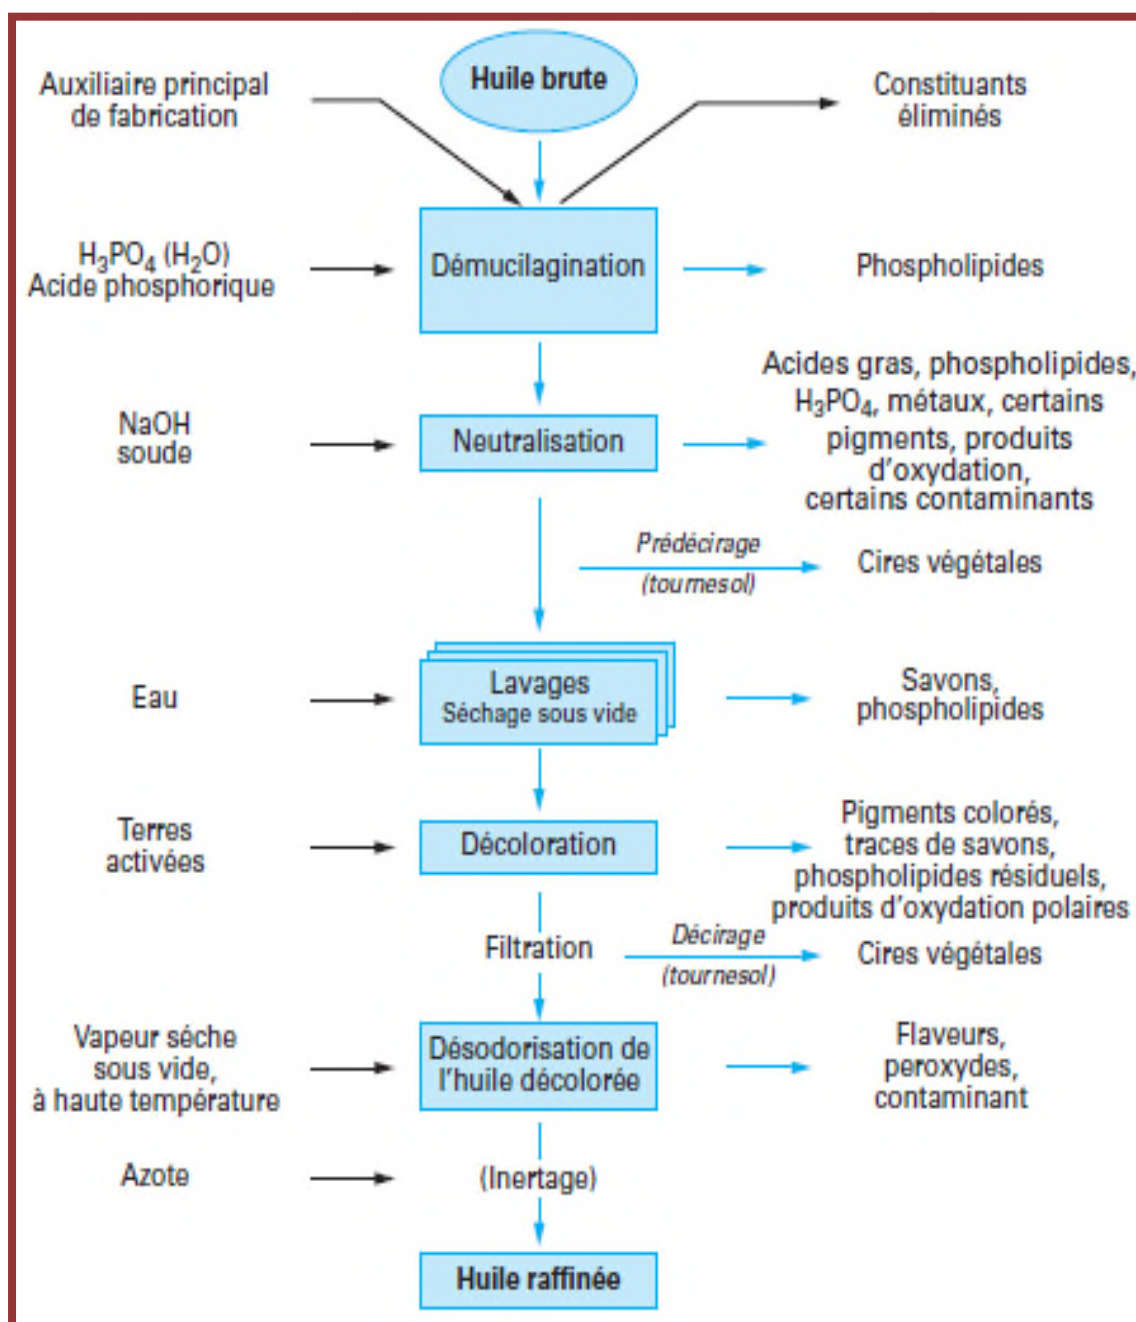 Huile brute
Auxiliaire principal
de fabrication
Constituants
éliminés
H₃PO₄ (H₂O)
Acide phosphorique
Démucilagination
Phospholipides
NaOH
soude
Neutralisation
Acides gras, phospholipides,
H₃PO₄, métaux, certains
pigments, produits
d'oxydation,
certains contaminants
Prédécirage
(tournesol)
Cires végétales
Eau
Lavages
Séchage sous vide
Savons,
phospholipides
Terres
activées
Décoloration
Pigments colorés,
traces de savons,
phospholipides résiduels,
produits d'oxydation polaires
Filtration
Décirage
(tournesol)
Cires végétales
Vapeur séche
sous vide,
à haute température
Désodorisation de
l'huile décolorée
Flaveurs,
peroxydes,
contaminant
Azote
(Inertage)
Huile raffinée